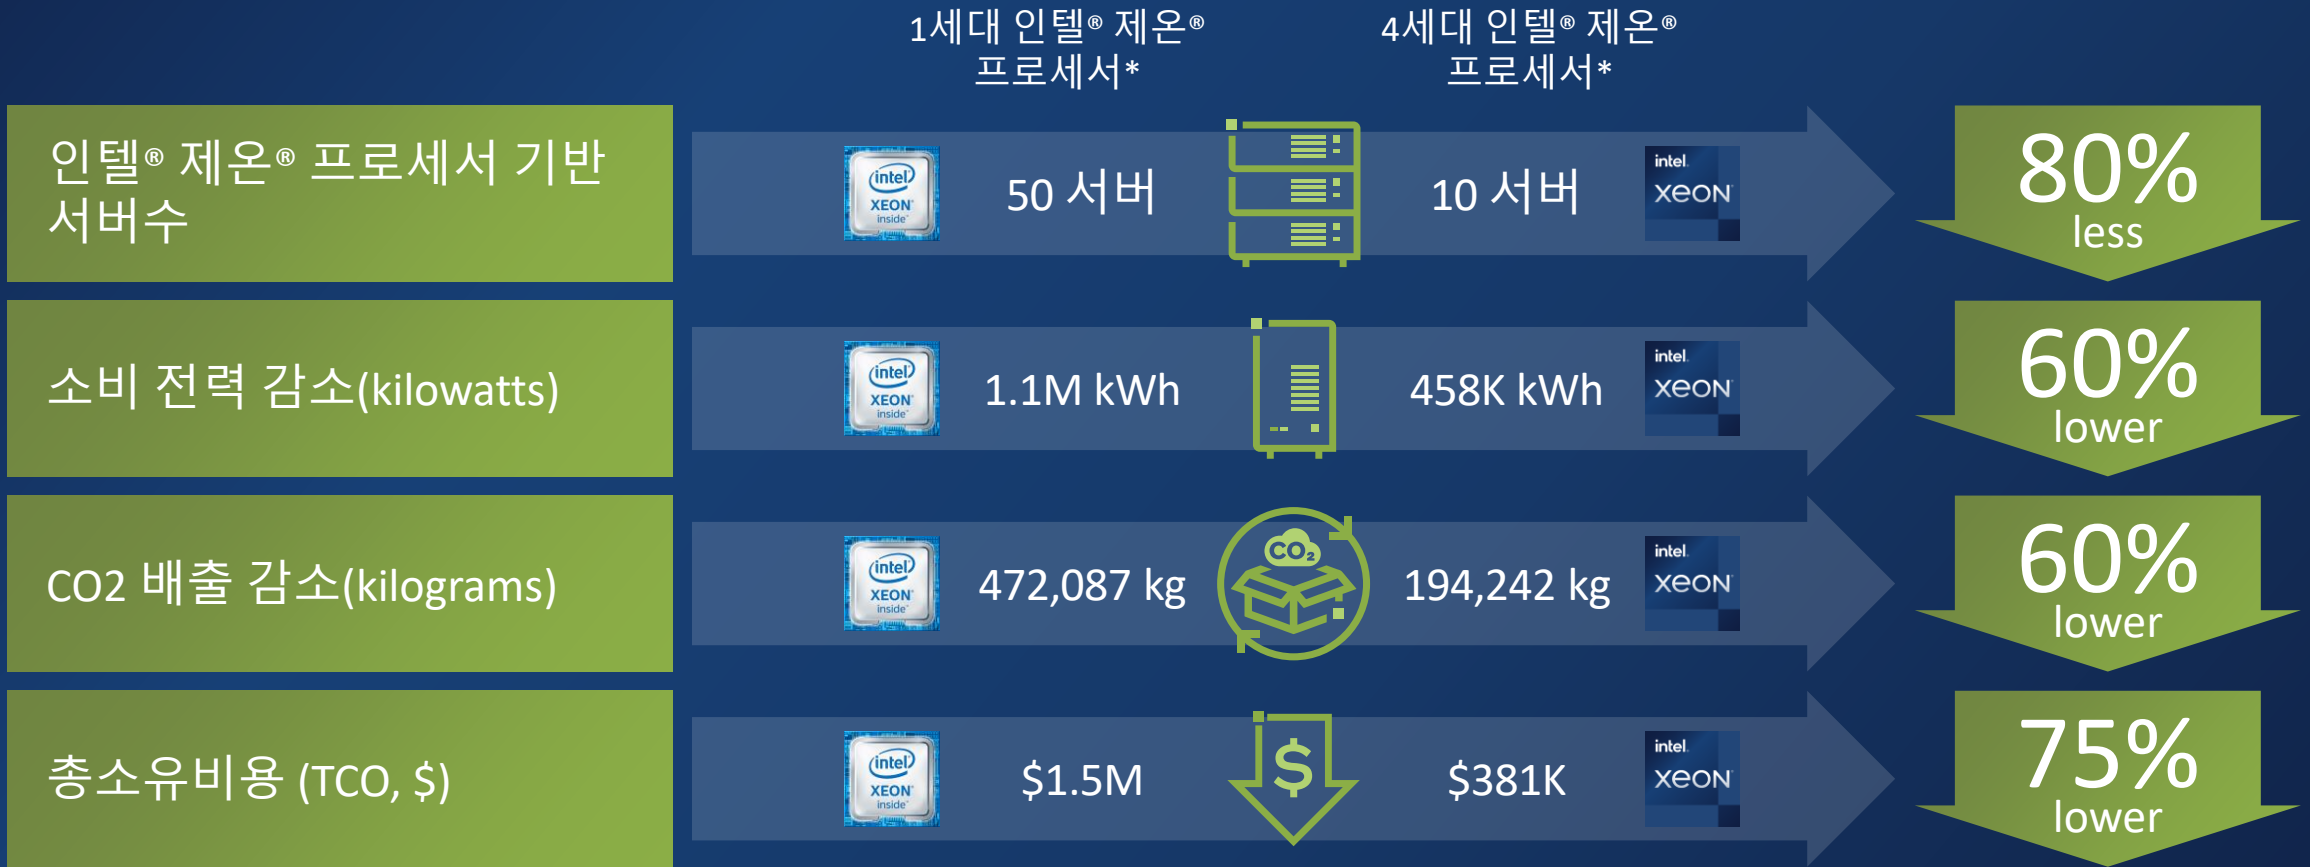 1세대 인텔® 제온®
프로세서*
4세대 인텔® 제온®
프로세서*
인텔® 제온® 프로세서 기반
서버수
intel
XEON
inside
50 서버
10 서버
intel.
xeon
80%
less
소비 전력 감소(kilowatts)
intel
XEON
inside
1.1M kWh
458K kWh
intel.
xeon
60%
lower
CO2 배출 감소(kilograms)
intel
XEON
inside
472,087 kg
CO₂
194,242 kg
intel.
xeon
60%
lower
총소유비용 (TCO, $)
intel
XEON
inside
$1.5M
$
$381K
intel.
xeon
75%
lower